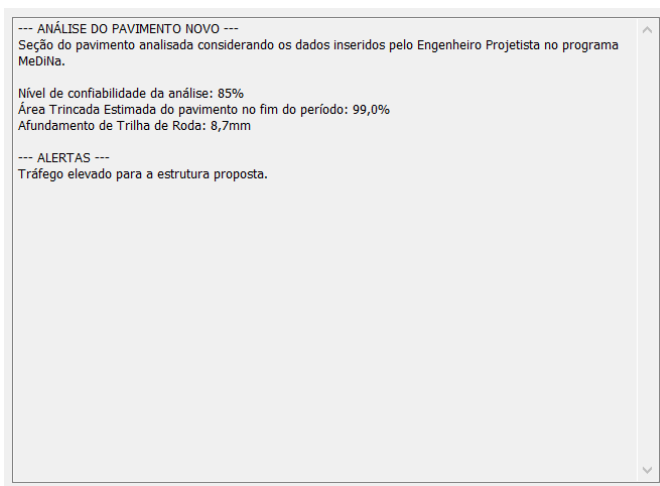 --- ANÁLISE DO PAVIMENTO NOVO ---
Seção do pavimento analisada considerando os dados inseridos pelo Engenheiro Projetista no programa
MeDiNa.
Nível de confiabilidade da análise: 85%
Área Trincada Estimada do pavimento no fim do período: 99,0%
Afundamento de Trilha de Roda: 8,7mm
--- ALERTAS ---
Tráfego elevado para a estrutura proposta.